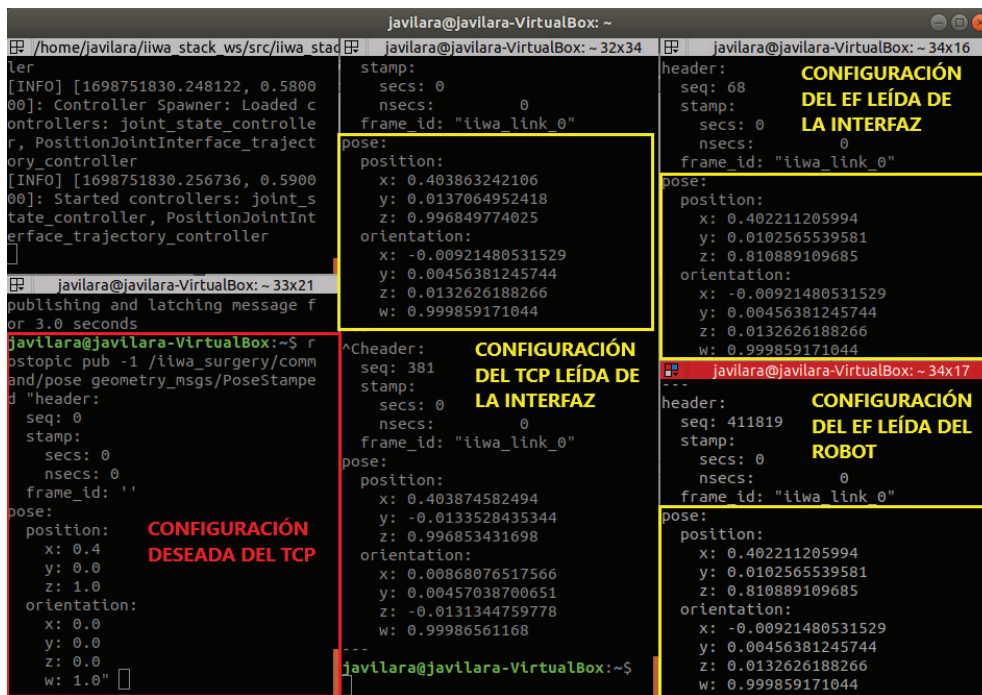 javilara@javilara-VirtualBox: ~
/home/javilara/iiwa_stack_ws/src/iiwa_stac
ler
[INFO] [1698751830.248122, 0.5800
00]: Controller Spawner: Loaded c
ontrollers: joint_state_controlle
r, PositionJointInterface_traject
ory_controller
[INFO] [1698751830.256736, 0.5900
00]: Started controllers: joint_s
tate_controller, PositionJointInt
erface_trajectory_controller
javilara@javilara-VirtualBox: ~ 33x21
publishing and latching message f
or 3.0 seconds
javilara@javilara-VirtualBox:~$ r
ostopic pub -1 /iiwa_surgery/comm
and/pose geometry_msgs/PoseStampe
d "header:
seq: 0
stamp:
secs: 0
nsecs: 0
frame_id: ''
pose:
position:
x: 0.4
y: 0.0
z: 1.0
orientation:
x: 0.0
y: 0.0
z: 0.0
w: 1.0"
CONFIGURACIÓN
DESEADA DEL TCP
javilara@javilara-VirtualBox: ~ 32x34
stamp:
secs: 0
nsecs: 0
frame_id: "iiwa_link_0"
pose:
position:
x: 0.403863242106
y: 0.0137064952418
z: 0.996849774025
orientation:
x: -0.00921480531529
y: 0.00456381245744
z: 0.0132626188266
w: 0.999859171044
^Cheader:
seq: 381
stamp:
secs: 0
nsecs: 0
frame_id: "iiwa_link_0"
pose:
position:
x: 0.403874582494
y: -0.0133528435344
z: 0.996853431698
orientation:
x: 0.00868076517566
y: 0.00457038700651
z: -0.0131344759778
w: 0.99986561168
---
javilara@javilara-VirtualBox:~$
CONFIGURACIÓN
DEL TCP LEÍDA DE
LA INTERFAZ
javilara@javilara-VirtualBox: ~ 34x16
header:
seq: 68
stamp:
secs: 0
nsecs: 0
frame_id: "iiwa_link_0"
pose:
position:
x: 0.402211205994
y: 0.0102565539581
z: 0.810889109685
orientation:
x: -0.00921480531529
y: 0.00456381245744
z: 0.0132626188266
w: 0.999859171044
CONFIGURACIÓN
DEL EF LEÍDA DE
LA INTERFAZ
javilara@javilara-VirtualBox: ~ 34x17
---
header:
seq: 411819
stamp:
secs: 0
nsecs: 0
frame_id: "iiwa_link_0"
pose:
position:
x: 0.402211205994
y: 0.0102565539581
z: 0.810889109685
orientation:
x: -0.00921480531529
y: 0.00456381245744
z: 0.0132626188266
w: 0.999859171044
CONFIGURACIÓN
DEL EF LEÍDA DEL
ROBOT